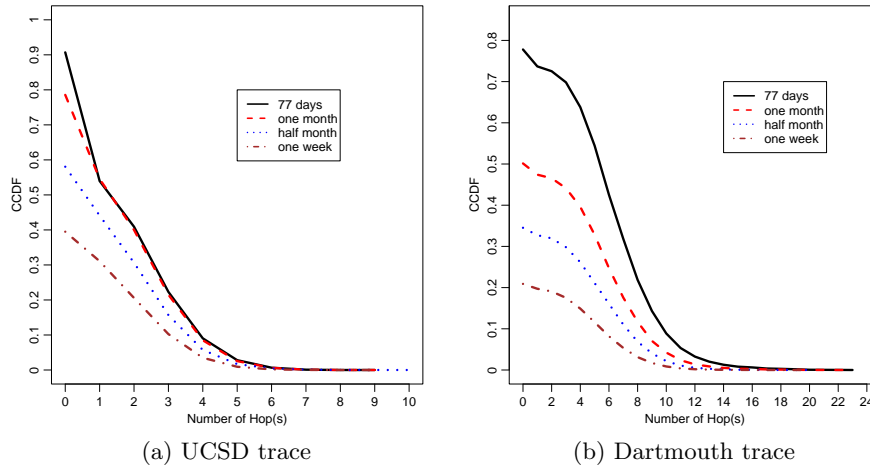 1
0.9
0.8
0.7
0.6
0.5
0.4
0.3
0.2
0.1
0
CCDF
77 days
one month
half month
one week
0 1 2 3 4 5 6 7 8 9 10
Number of Hop(s)
(a) UCSD trace
0.8
0.7
0.6
0.5
0.4
0.3
0.2
0.1
0
CCDF
77 days
one month
half month
one week
0 2 4 6 8 10 12 14 16 18 20 22 24
Number of Hop(s)
(b) Dartmouth trace